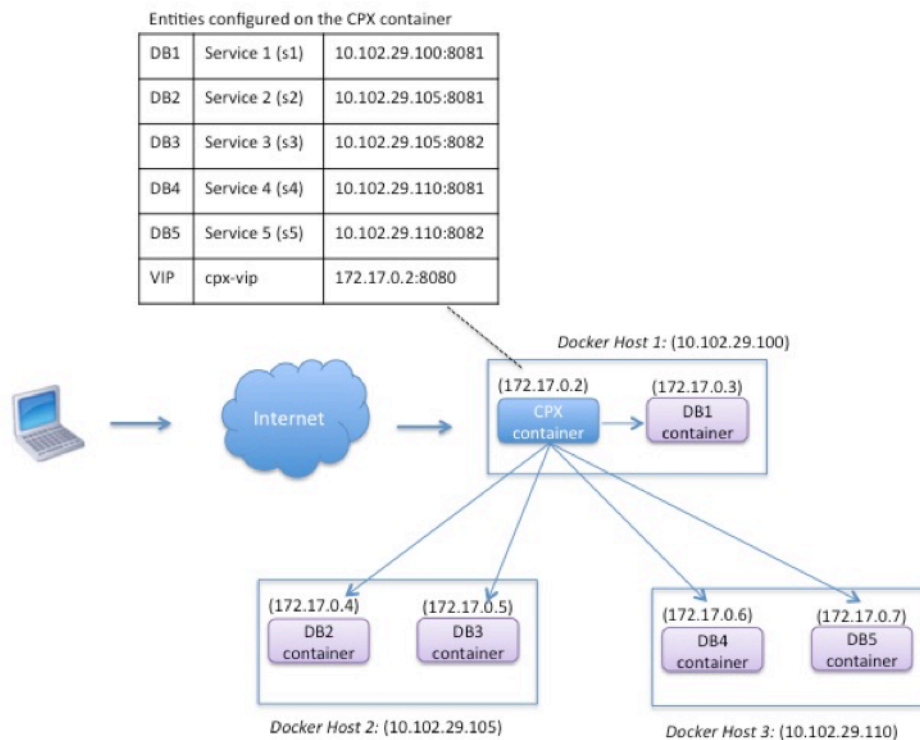 Entities configured on the CPX container
DB1 Service 1 (s1) 10.102.29.100:8081
DB2 Service 2 (s2) 10.102.29.105:8081
DB3 Service 3 (s3) 10.102.29.105:8082
DB4 Service 4 (s4) 10.102.29.110:8081
DB5 Service 5 (s5) 10.102.29.110:8082
VIP cpx-vip 172.17.0.2:8080
Docker Host 1: (10.102.29.100)
(172.17.0.2) (172.17.0.3)
Internet
CPX
container
DB1
container
(172.17.0.4) (172.17.0.5)
DB2
container
DB3
container
(172.17.0.6) (172.17.0.7)
DB4
container
DB5
container
Docker Host 2: (10.102.29.105)
Docker Host 3: (10.102.29.110)